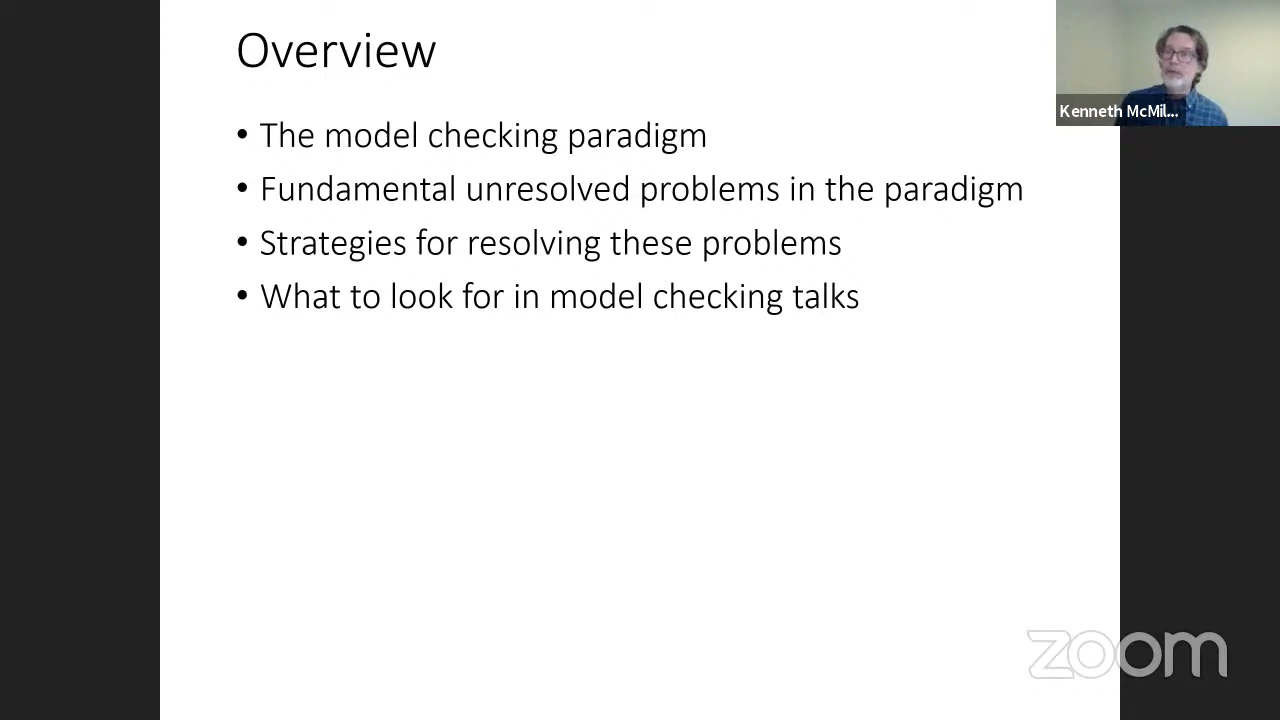 Overview
• The model checking paradigm
• Fundamental unresolved problems in the paradigm
• Strategies for resolving these problems
• What to look for in model checking talks
Kenneth McMil...
zoom